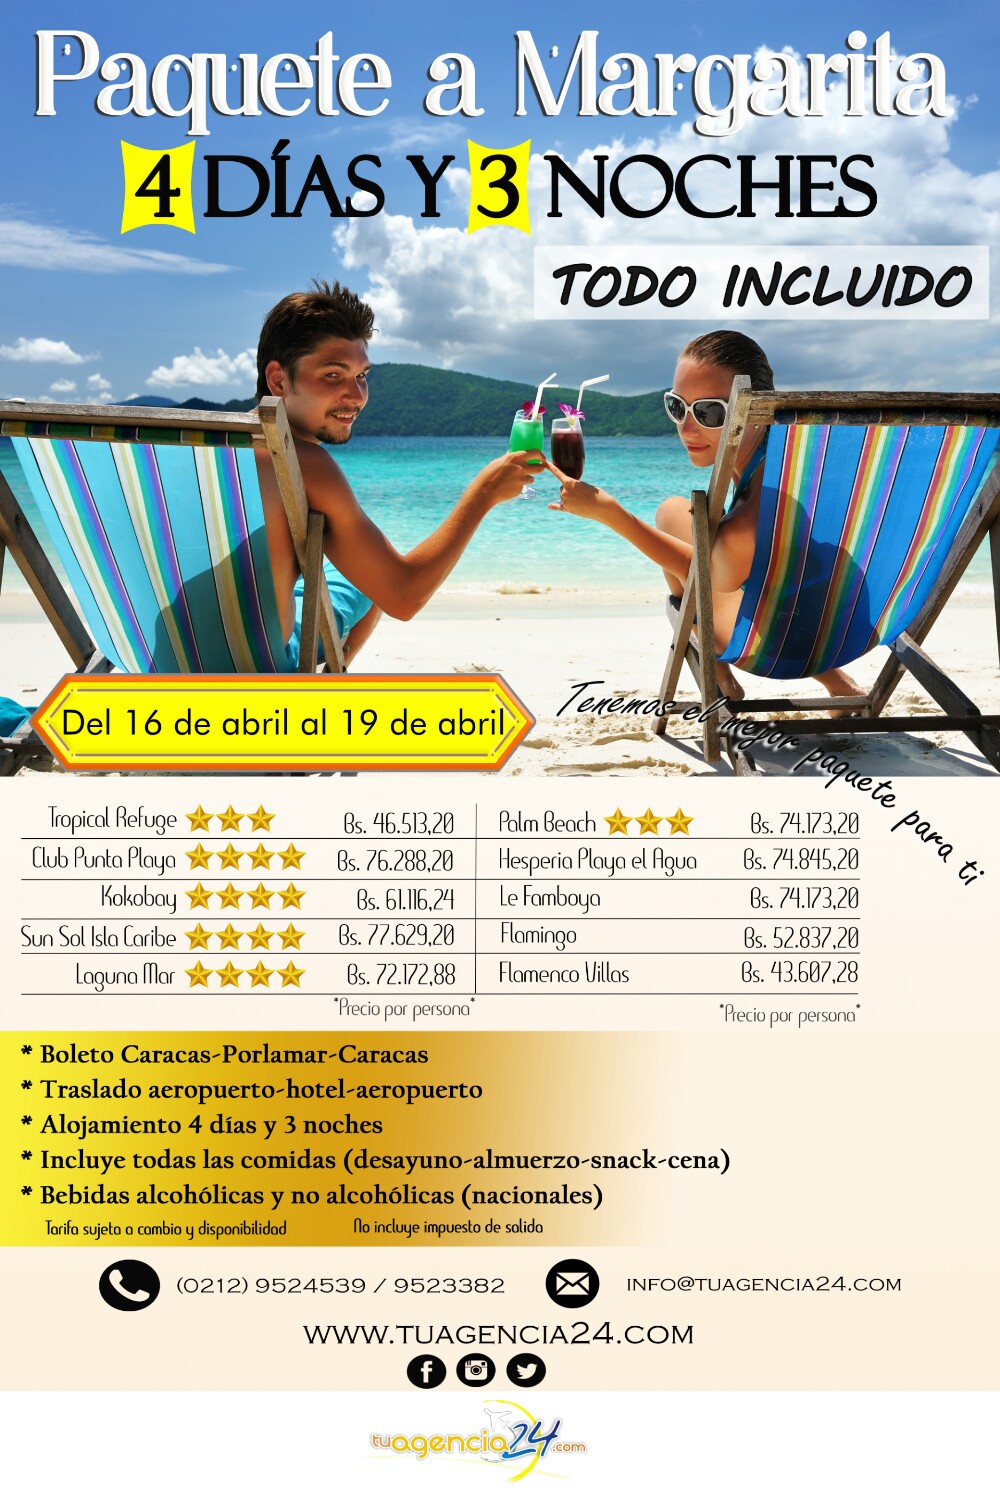 Paquete a Margarita
4 DÍAS Y 3 NOCHES
TODO INCLUIDO
Del 16 de abril al 19 de abril
Tenemos el mejor paquete para ti
Tropical Refuge Bs. 46.513,20
Club Punta Playa Bs. 76.288,20
Kokobay Bs. 61.116,24
Sun Sol Isla Caribe Bs. 77.629,20
Laguna Mar Bs. 72.172,88
*Precio por persona*
Palm Beach Bs. 74.173,20
Hesperia Playa el Agua Bs. 74.845,20
Le Famboya Bs. 74.173,20
Flamingo Bs. 52.837,20
Flamenco Villas Bs. 43.607,28
*Precio por persona*
* Boleto Caracas-Porlamar-Caracas
* Traslado aeropuerto-hotel-aeropuerto
* Alojamiento 4 días y 3 noches
* Incluye todas las comidas (desayuno-almuerzo-snack-cena)
* Bebidas alcohólicas y no alcohólicas (nacionales)
Tarifa sujeta a cambio y disponibilidad No incluye impuesto de salida
(0212) 9524539 / 9523382 INFO@TUAGENCIA24.COM
WWW.TUAGENCIA24.COM
tuagencia24.com